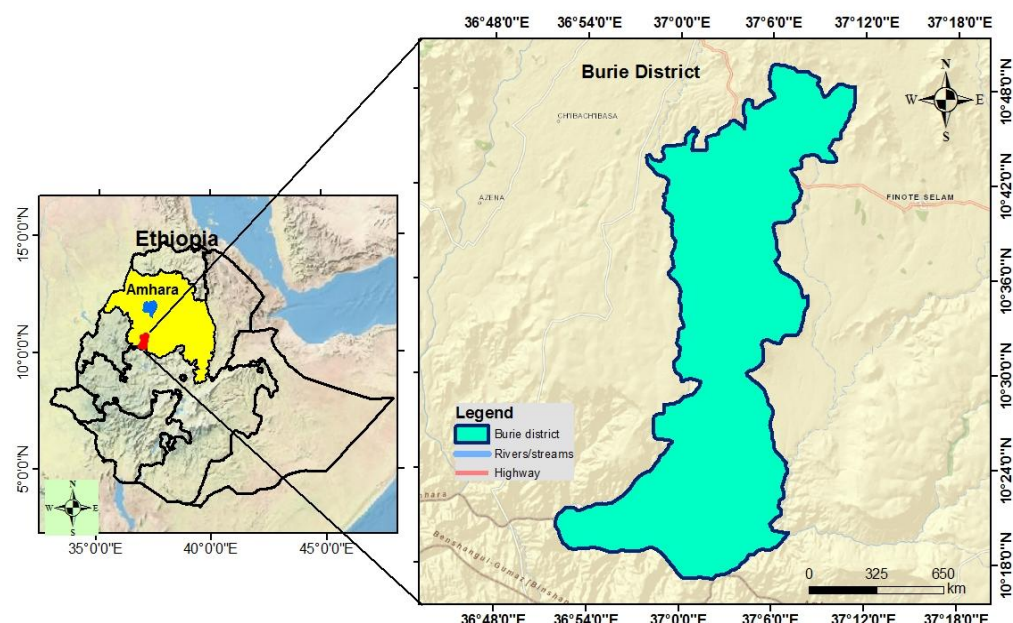 36°48'0"E 36°54'0"E 37°0'0"E 37°6'0"E 37°12'0"E 37°18'0"E
Burie District
N
W E
S
CHIBACHIBASA
AZENA
FINOTE SELAM
10°48'0"N
10°42'0"N
10°36'0"N
10°30'0"N
10°24'0"N
10°18'0"N
Ethiopia
Amhara
15°0'0"N
10°0'0"N
5°0'0"N
N
W E
S
35°0'0"E 40°0'0"E 45°0'0"E
Legend
Burie district
Rivers/streams
Highway
hara
Benshangul-Gumaz
0 325 650
km
36°48'0"E 36°54'0"E 37°0'0"E 37°6'0"E 37°12'0"E 37°18'0"E